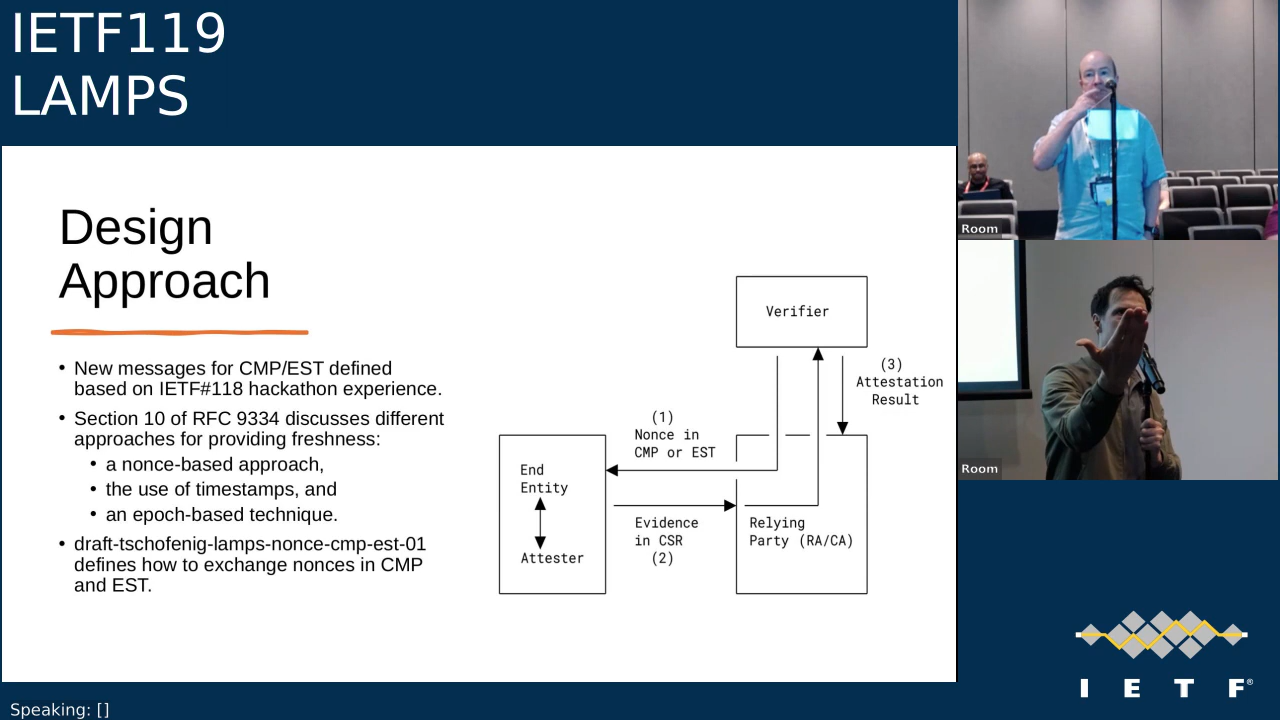 IETF119
LAMPS
Design
Approach
• New messages for CMP/EST defined
based on IETF#118 hackathon experience.
• Section 10 of RFC 9334 discusses different
approaches for providing freshness:
• a nonce-based approach,
• the use of timestamps, and
• an epoch-based technique.
• draft-tschofenig-lamps-nonce-cmp-est-01
defines how to exchange nonces in CMP
and EST.
Verifier
(3)
Attestation
Result
(1)
Nonce in
CMP or EST
End
Entity
Attester
Evidence
in CSR
(2)
Relying
Party (RA/CA)
Room
Room
I E T F®
Speaking: []